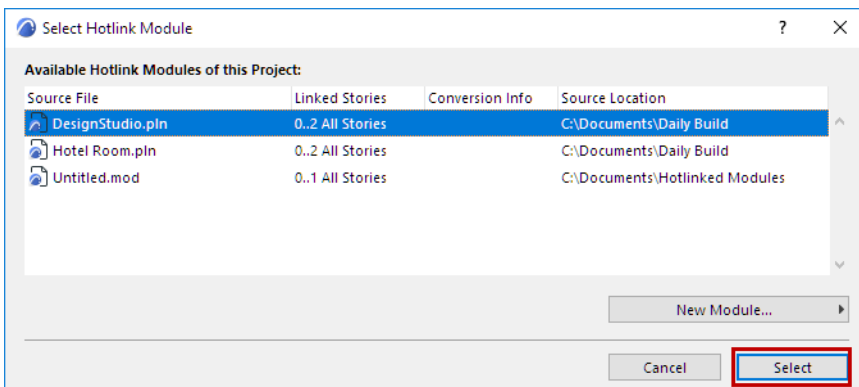 Select Hotlink Module ?
Available Hotlink Modules of this Project:
Source File Linked Stories Conversion Info Source Location
DesignStudio.pln 0..2 All Stories C:\Documents\Daily Build
Hotel Room.pln 0..2 All Stories C:\Documents\Daily Build
Untitled.mod 0..1 All Stories C:\Documents\Hotlinked Modules
New Module...
Cancel Select